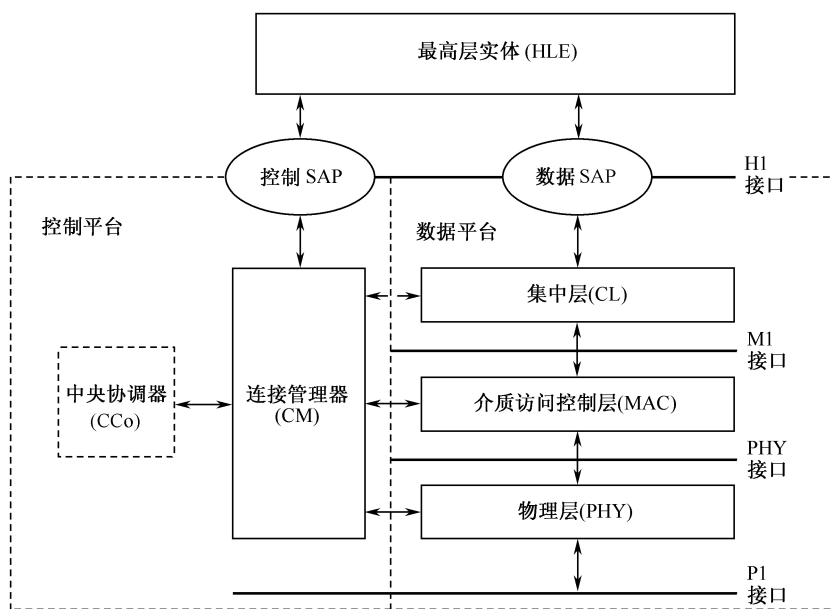 最高层实体(HLE)
控制 SAP
数据 SAP
H1
接口
控制平台
数据平台
集中层(CL)
M1
接口
中央协调器
(CCo)
连接管理器
(CM)
介质访问控制层(MAC)
PHY
接口
物理层(PHY)
P1
接口